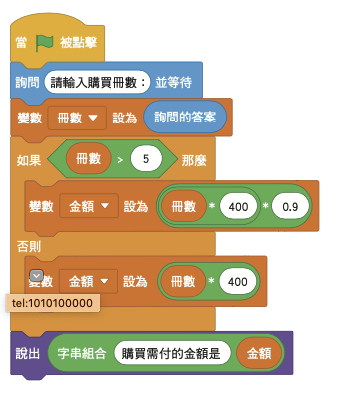 當 被點擊
詢問 請輸入購買冊數： 並等待
變數 冊數 設為 詢問的答案
如果 冊數 > 5 那麼
變數 金額 設為 冊數 * 400 * 0.9
否則
變數 金額 設為 冊數 * 400
tel:1010100000
說出 字串組合 購買需付的金額是 金額